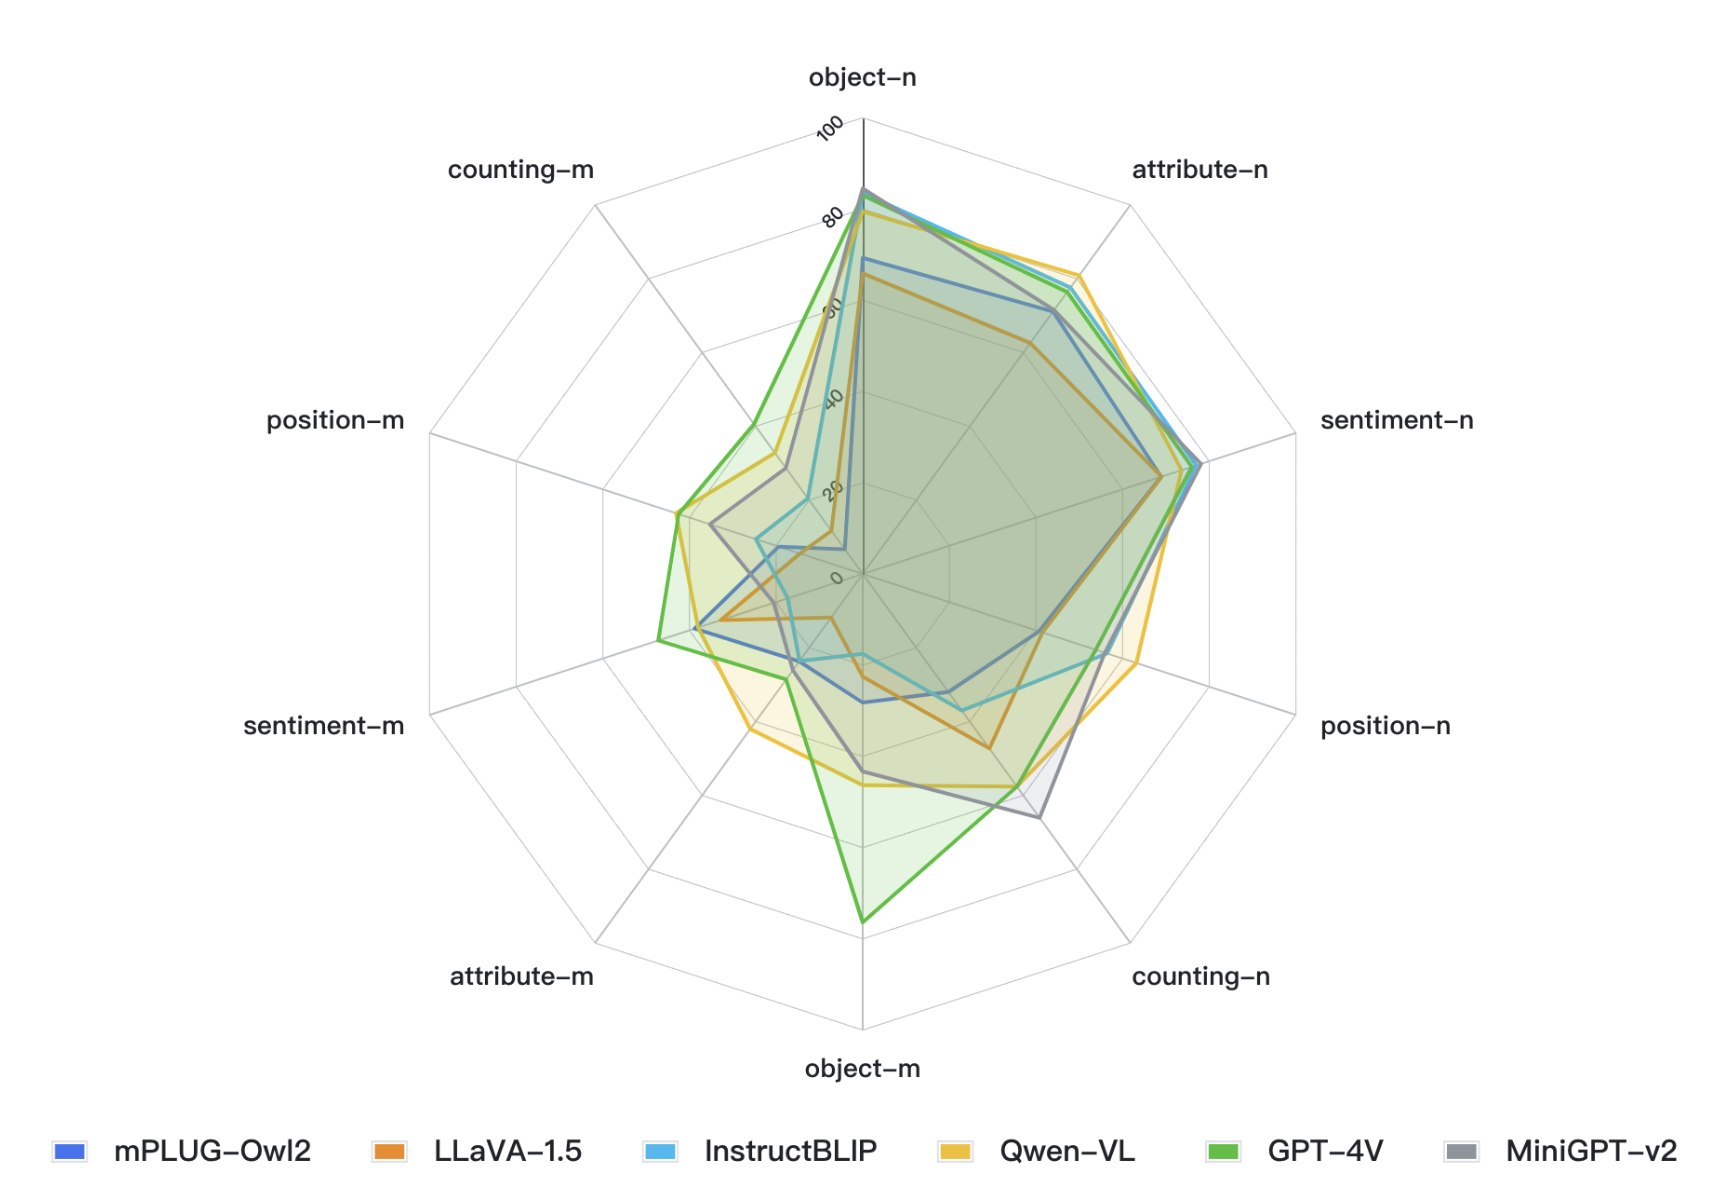 object–n
100
counting–m
attribute–n
80
60
40
position–m
sentiment–n
20
0
sentiment–m
position–n
attribute–m
counting–n
object–m
mPLUG–Owl2 LLaVA–1.5 InstructBLIP Qwen–VL GPT–4V MiniGPT–v2